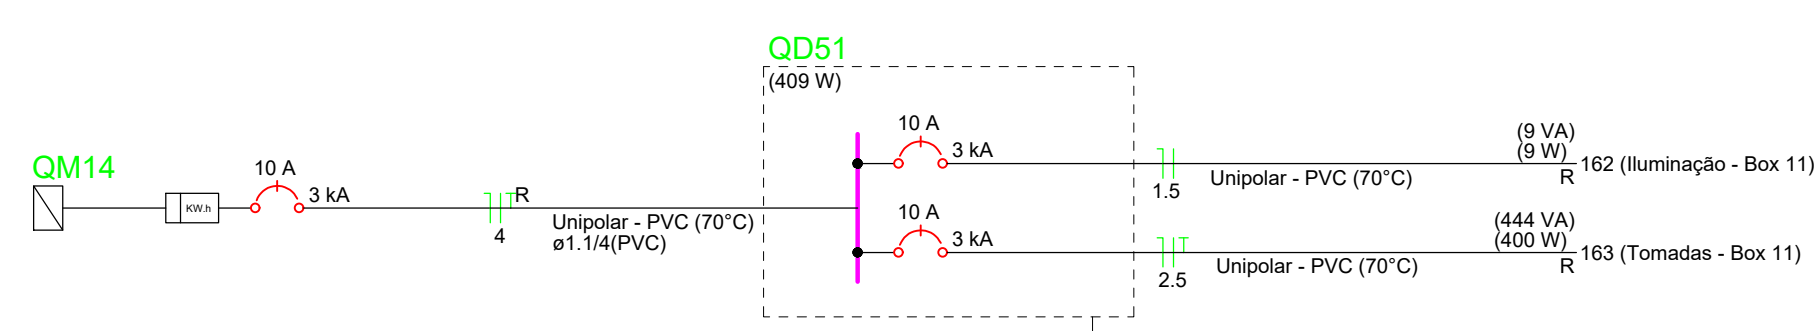 QD51
(409 W)
QM14
KW.h
10 A
3 kA
R
4
Unipolar - PVC (70°C)
ø1.1/4(PVC)
10 A
3 kA
1.5
Unipolar - PVC (70°C)
(9 VA)
(9 W)
R
162 (Iluminação - Box 11)
10 A
3 kA
2.5
Unipolar - PVC (70°C)
(444 VA)
(400 W)
R
163 (Tomadas - Box 11)